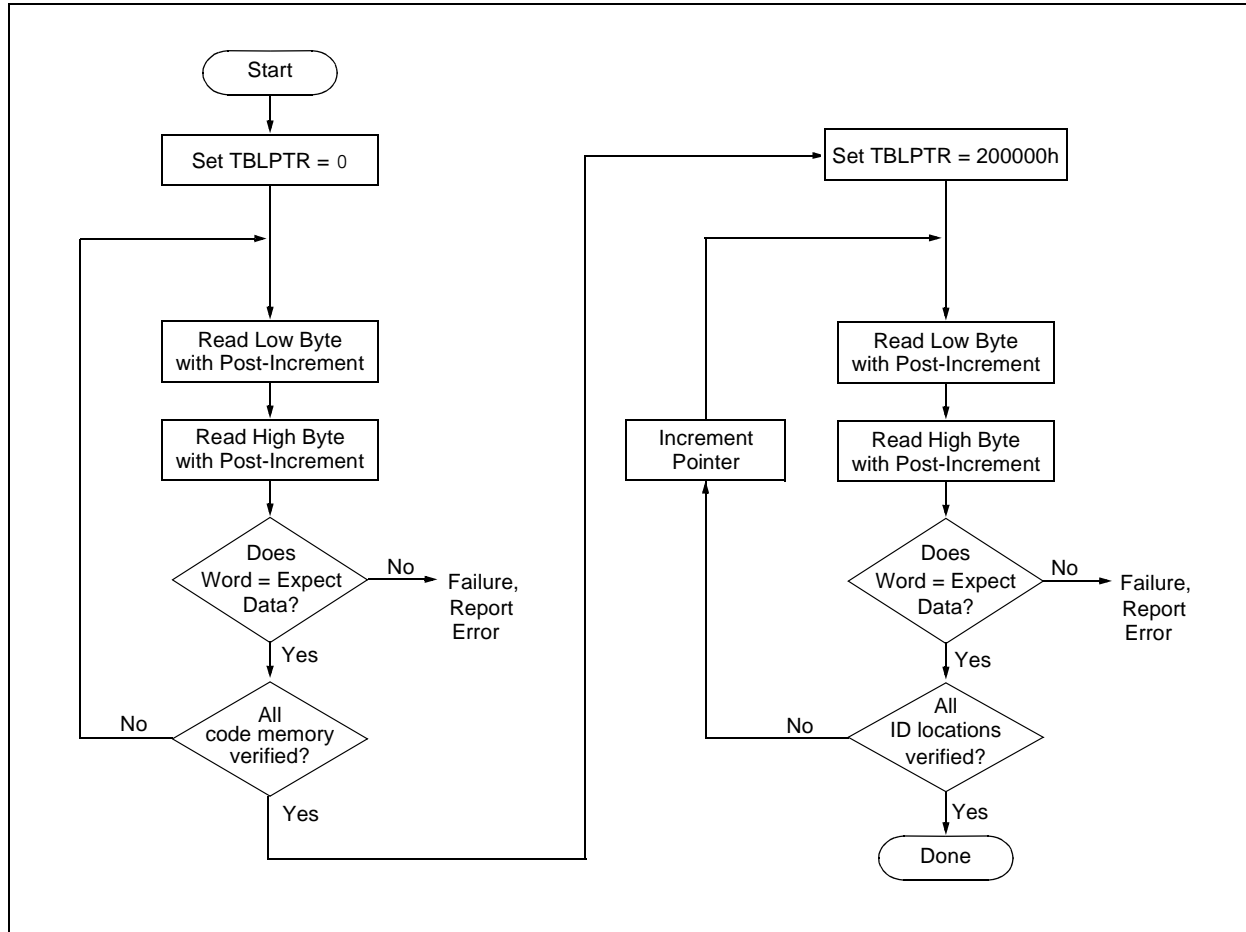 Start
Set TBLPTR = 0
Read Low Byte
with Post-Increment
Read High Byte
with Post-Increment
Does
Word = Expect
Data?
No
Failure,
Report
Error
Yes
All
code memory
verified?
No
Yes
Set TBLPTR = 200000h
Read Low Byte
with Post-Increment
Increment
Pointer
Read High Byte
with Post-Increment
Does
Word = Expect
Data?
No
Failure,
Report
Error
Yes
All
ID locations
verified?
No
Yes
Done